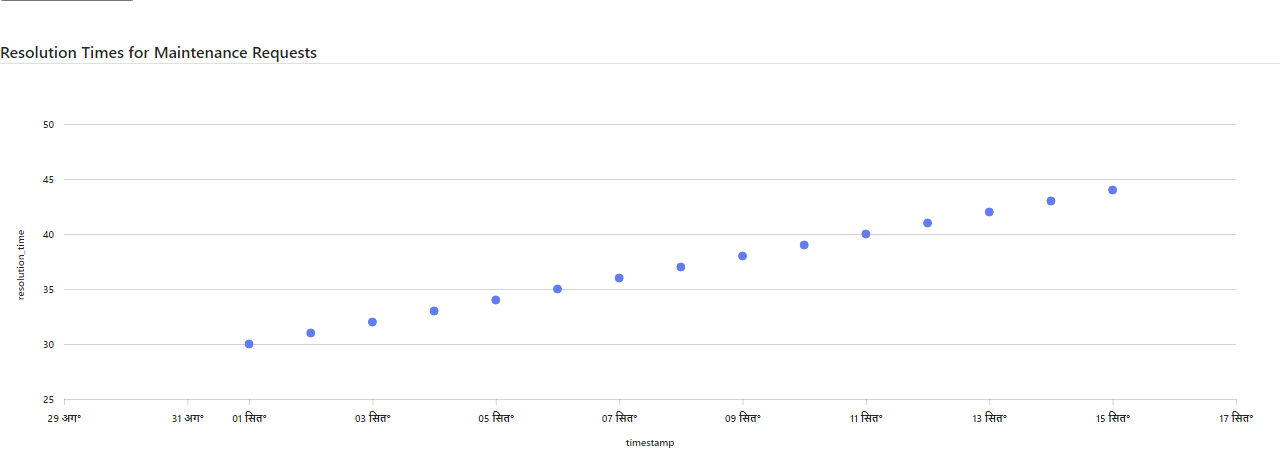 Resolution Times for Maintenance Requests
50
45
40
35
30
25
resolution_time
29 अग॰ 31 अग॰ 01 सित॰ 03 सित॰ 05 सित॰ 07 सित॰ 09 सित॰ 11 सित॰ 13 सित॰ 15 सित॰ 17 सित॰
timestamp